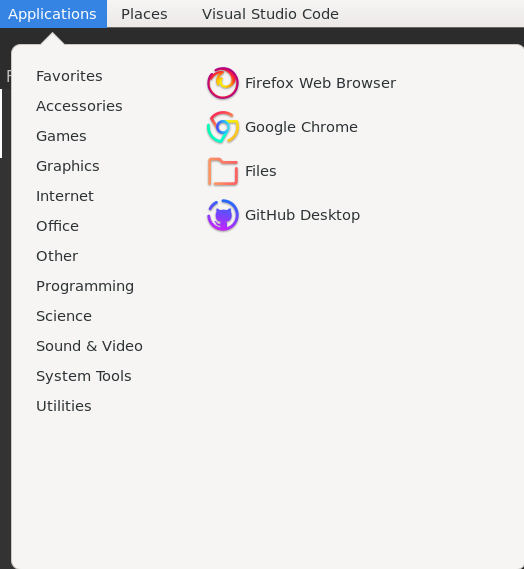 Applications Places Visual Studio Code
Favorites
Accessories
Games
Graphics
Internet
Office
Other
Programming
Science
Sound & Video
System Tools
Utilities
Firefox Web Browser
Google Chrome
Files
GitHub Desktop